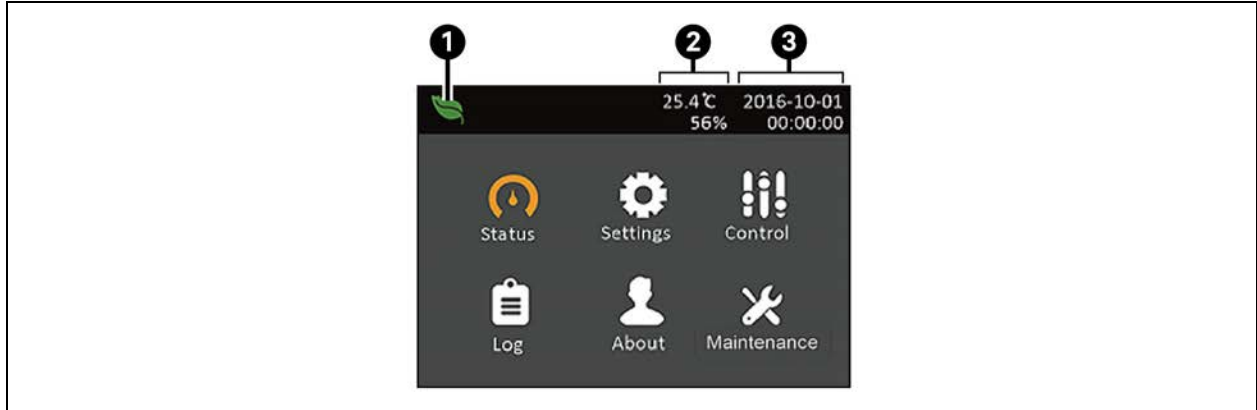 1 2 3
25.4℃ 2016-10-01
56% 00:00:00
Status Settings Control
Log About Maintenance